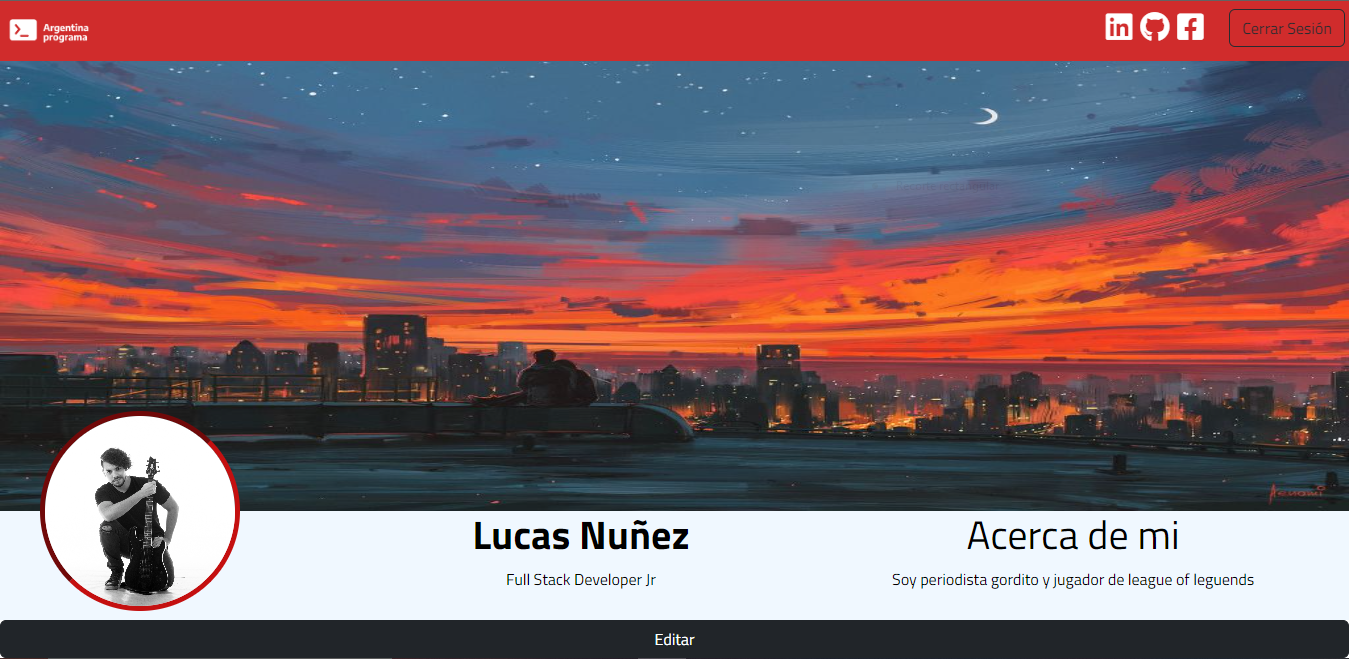 Argentina
programa
Cerrar Sesión
Aenami
Lucas Nuñez
Full Stack Developer Jr
Acerca de mi
Soy periodista gordito y jugador de league of leguends
Editar